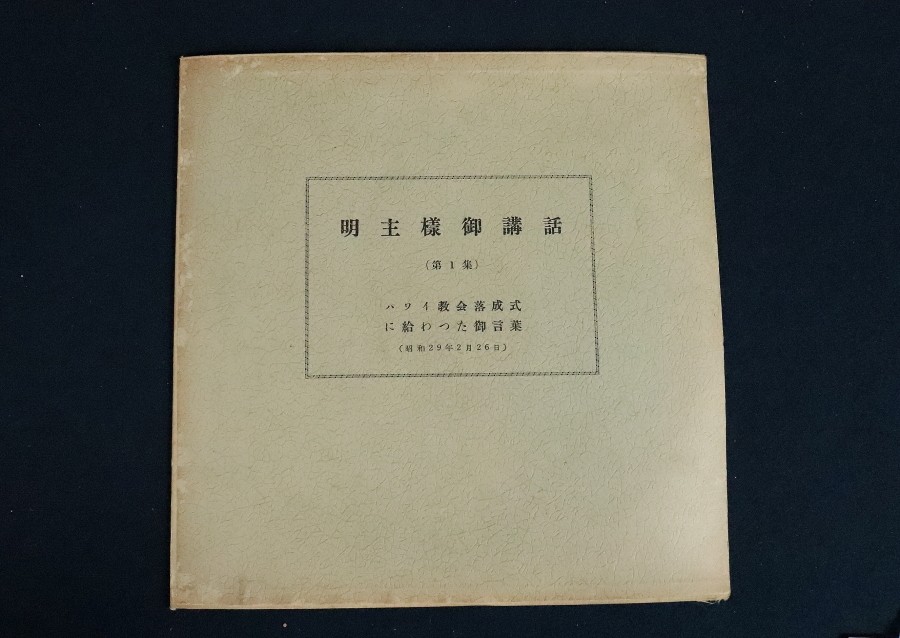 明主様御講話
（第１集）
ハワイ教会落成式
に給わつた御言葉
（昭和２９年２月２６日）